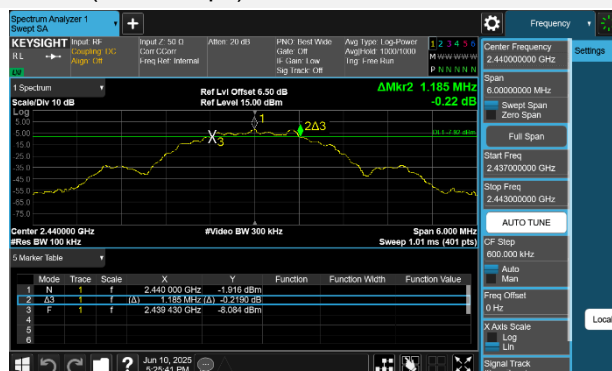 Spectrum Analyzer 1
Swept SA
Frequency
KEYSIGHT Input: RF
Coupling: DC
Align: Off
Input Z: 50 Ω
Corr CCorr
Freq Ref: Internal
Atten: 20 dB
PNO: Best Wide
Gate: Off
IF Gain: Low
Sig Track: Off
Avg Type: Log-Power
Avg|Hold: 1000/1000
Trig: Free Run
1 2 3 4 5 6
M W W W W W
P N N N N N
RL
LW
1 Spectrum
Scale/Div 10 dB
Log
Ref Lvl Offset 6.50 dB
Ref Level 15.00 dBm
ΔMkr2 1.185 MHz
-0.22 dB
5.00
-5.00
-15.0
-25.0
-35.0
-45.0
-55.0
-65.0
-75.0
1
X3
2Δ3
DL1 -7.92 dBm
Center 2.440000 GHz
#Res BW 100 kHz
#Video BW 300 kHz
Span 6.000 MHz
Sweep 1.01 ms (401 pts)
5 Marker Table
Mode Trace Scale X Y Function Function Width Function Value
1 N 1 f 2.440 000 GHz -1.916 dBm
2 Δ3 1 f (Δ) 1.185 MHz (Δ) -0.2190 dB
3 F 1 f 2.439 430 GHz -8.084 dBm
4
5
6
Jun 10, 2025
5:25:41 PM
Center Frequency
2.440000000 GHz
Settings
Span
6.00000000 MHz
Swept Span
Zero Span
Full Span
Start Freq
2.437000000 GHz
Stop Freq
2.443000000 GHz
AUTO TUNE
CF Step
600.000 kHz
Auto
Man
Freq Offset
0 Hz
X Axis Scale
Log
Lin
Signal Track
Local